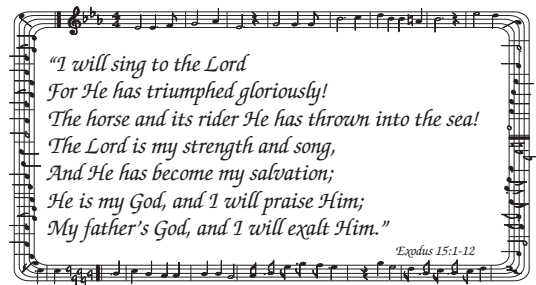 “I will sing to the Lord
For He has triumphed gloriously!
The horse and its rider He has thrown into the sea!
The Lord is my strength and song,
And He has become my salvation;
He is my God, and I will praise Him;
My father’s God, and I will exalt Him.”
Exodus 15:1-12